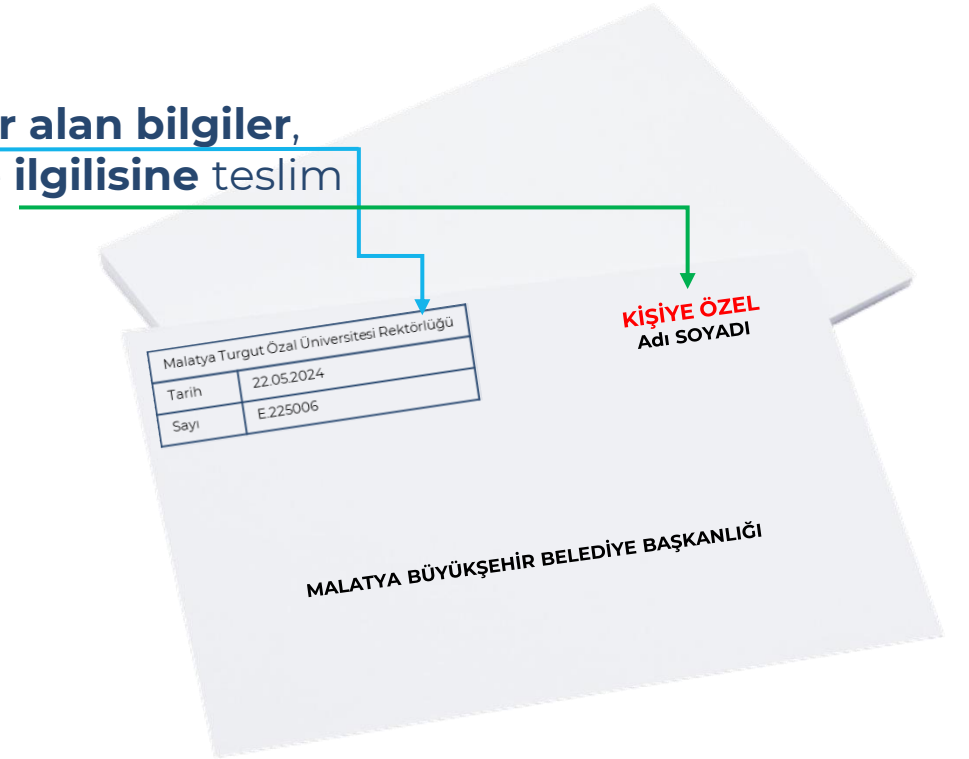 r alan bilgiler,
ilgilisine teslim
KİŞİYE ÖZEL
Adı SOYADI
Malatya Turgut Özal Üniversitesi Rektörlüğü
Tarih 22.05.2024
Sayı E.225006
MALATYA BÜYÜKŞEHİR BELEDİYE BAŞKANLIĞI